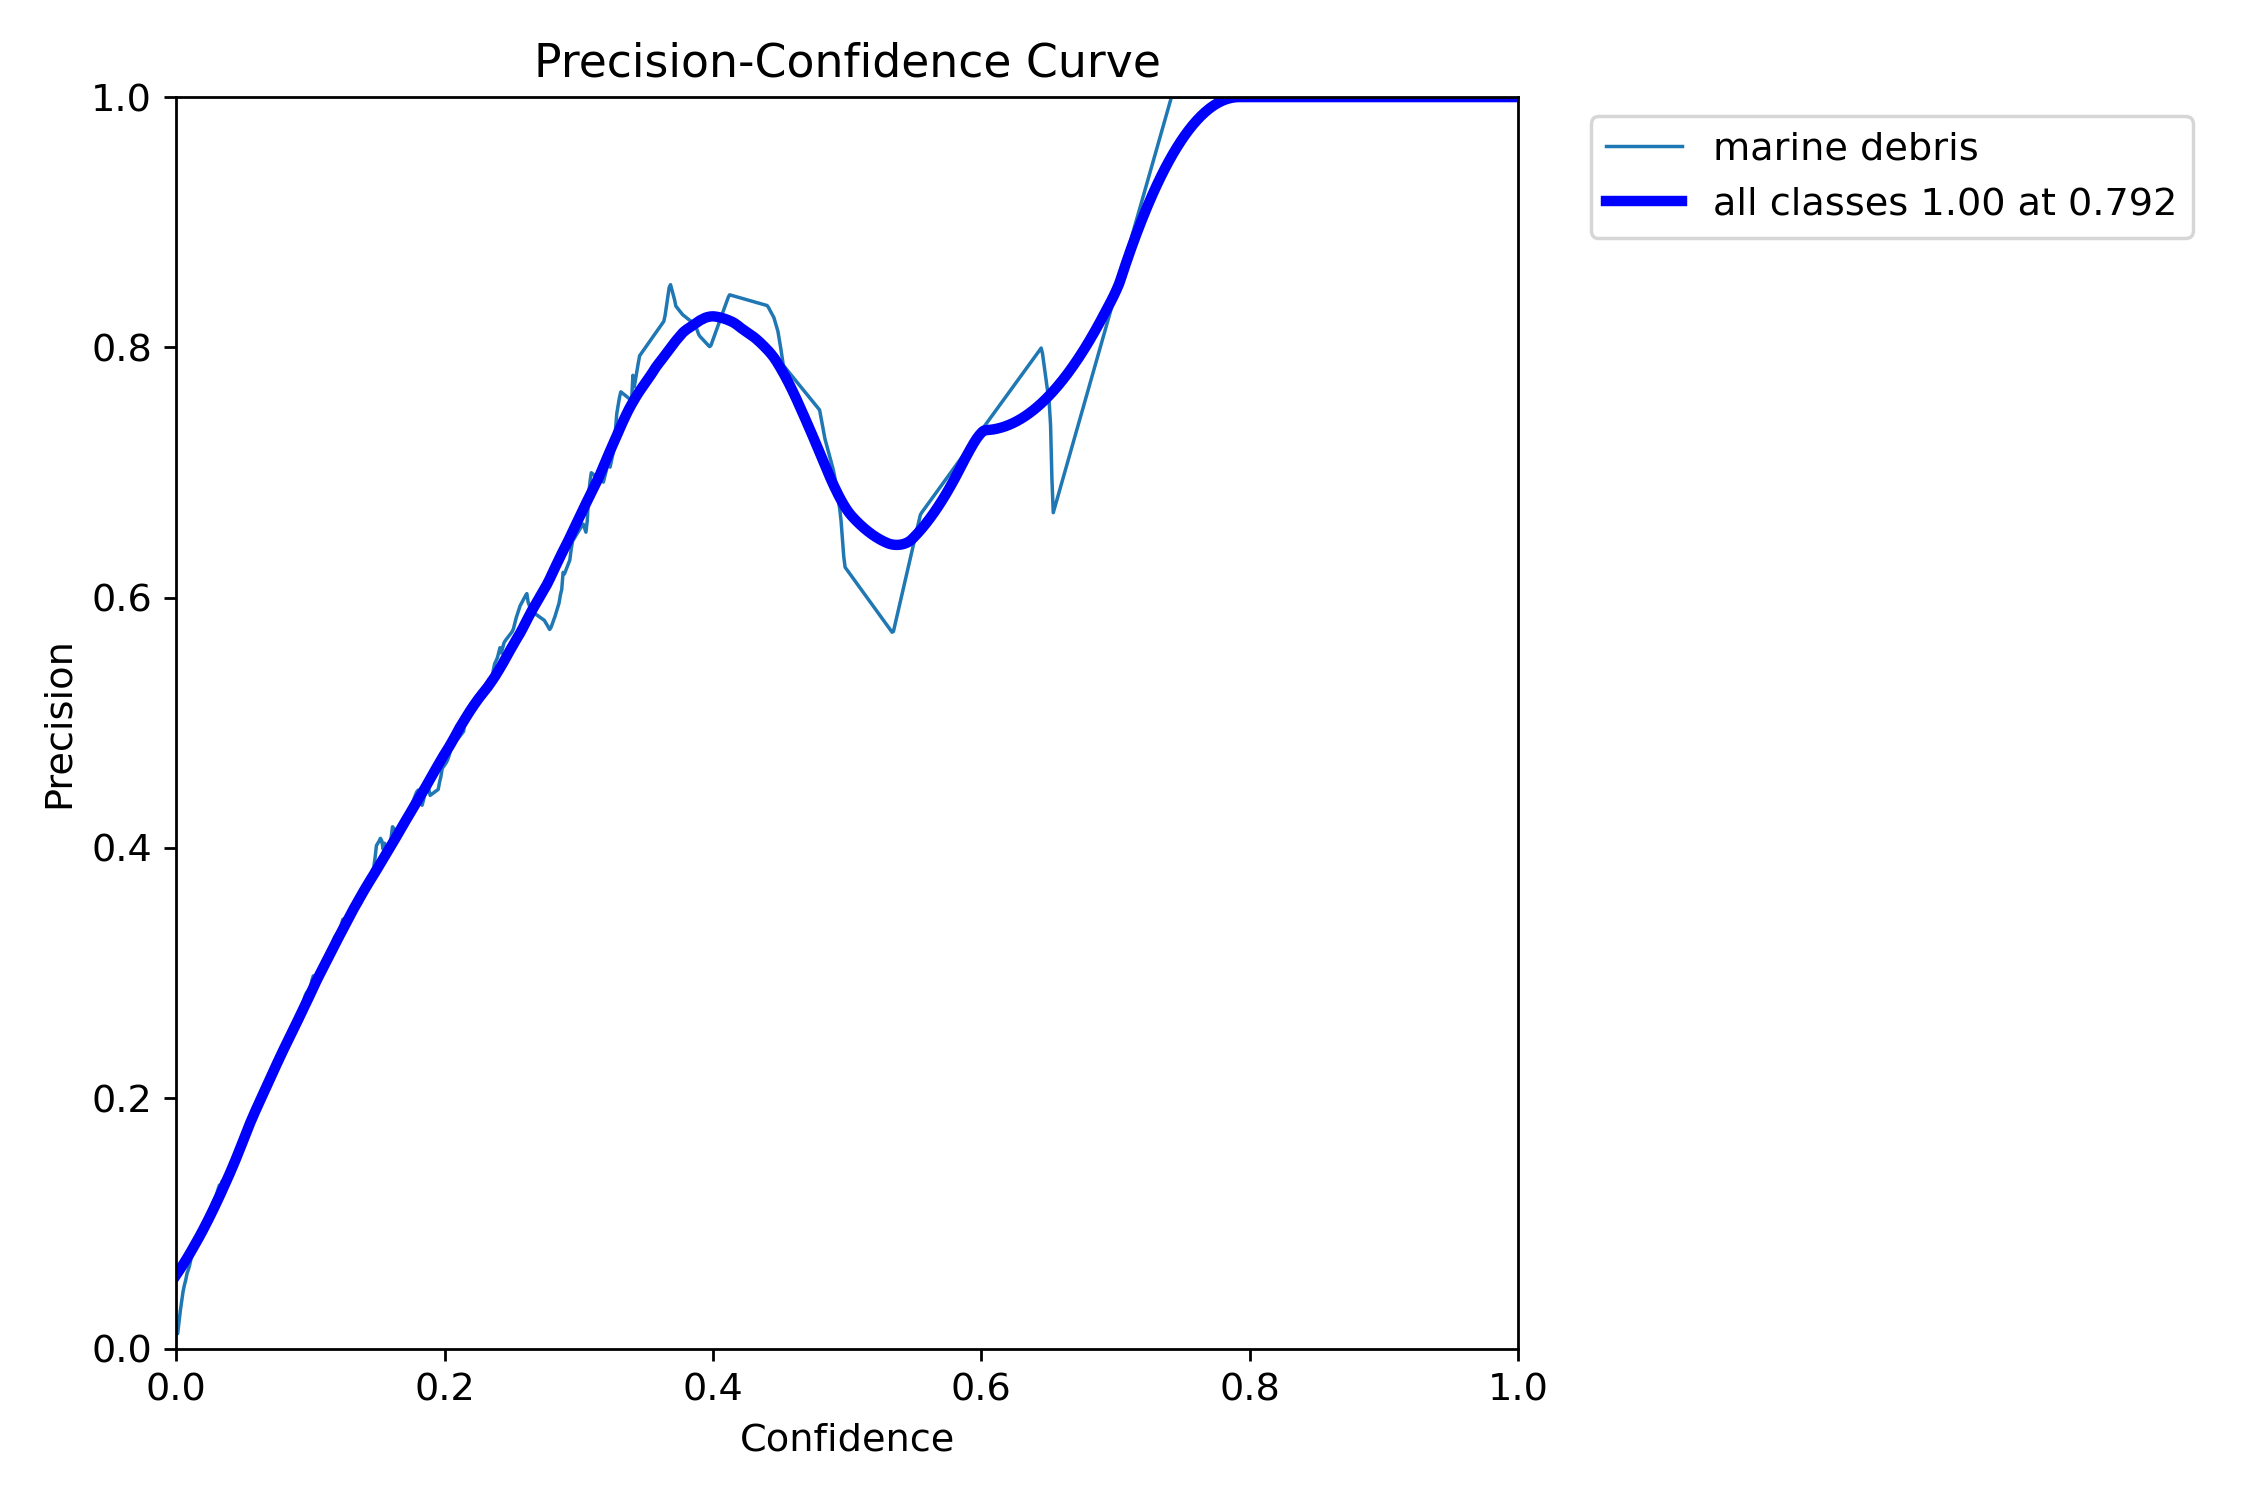 Precision-Confidence Curve
1.0
0.8
0.6
0.4
0.2
0.0
Precision
0.0 0.2 0.4 0.6 0.8 1.0
Confidence
marine debris
all classes 1.00 at 0.792